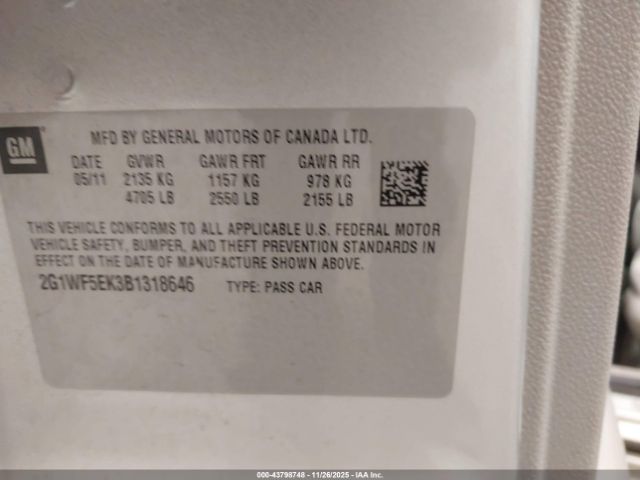 GM
MFD BY GENERAL MOTORS OF CANADA LTD.
DATE GVWR GAWR FRT GAWR RR
05/11 2135 KG 1157 KG 978 KG
4705 LB 2550 LB 2155 LB
THIS VEHICLE CONFORMS TO ALL APPLICABLE U.S. FEDERAL MOTOR
VEHICLE SAFETY, BUMPER, AND THEFT PREVENTION STANDARDS IN
EFFECT ON THE DATE OF MANUFACTURE SHOWN ABOVE.
2G1WF5EK3B1318646 TYPE: PASS CAR
000-43798748 - 11/26/2025 - IAA Inc.